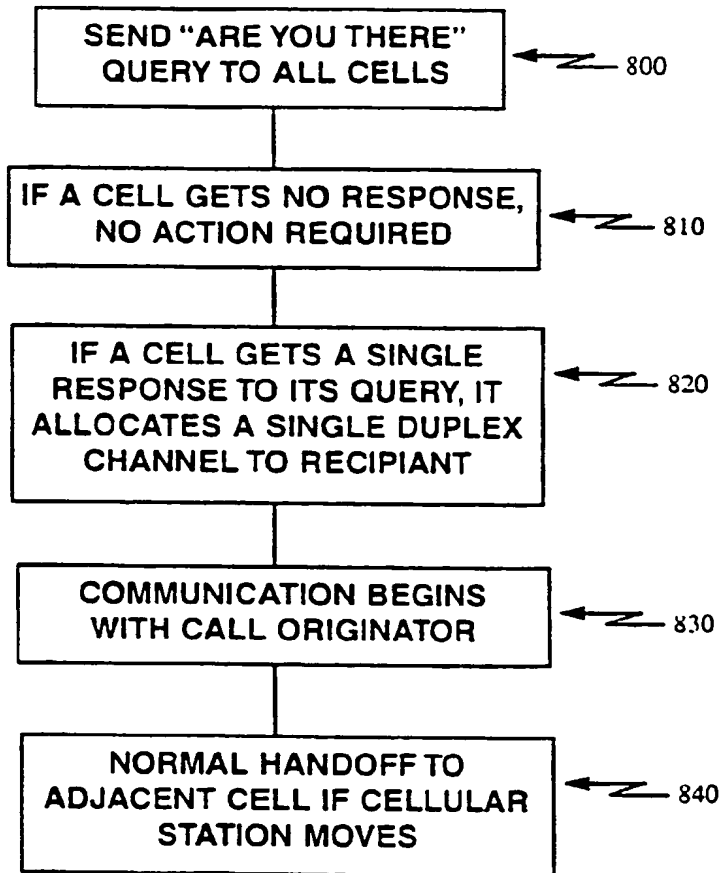 SEND “ARE YOU THERE”
QUERY TO ALL CELLS
800
IF A CELL GETS NO RESPONSE,
NO ACTION REQUIRED
810
IF A CELL GETS A SINGLE
RESPONSE TO ITS QUERY, IT
ALLOCATES A SINGLE DUPLEX
CHANNEL TO RECIPIANT
820
COMMUNICATION BEGINS
WITH CALL ORIGINATOR
830
NORMAL HANDOFF TO
ADJACENT CELL IF CELLULAR
STATION MOVES
840